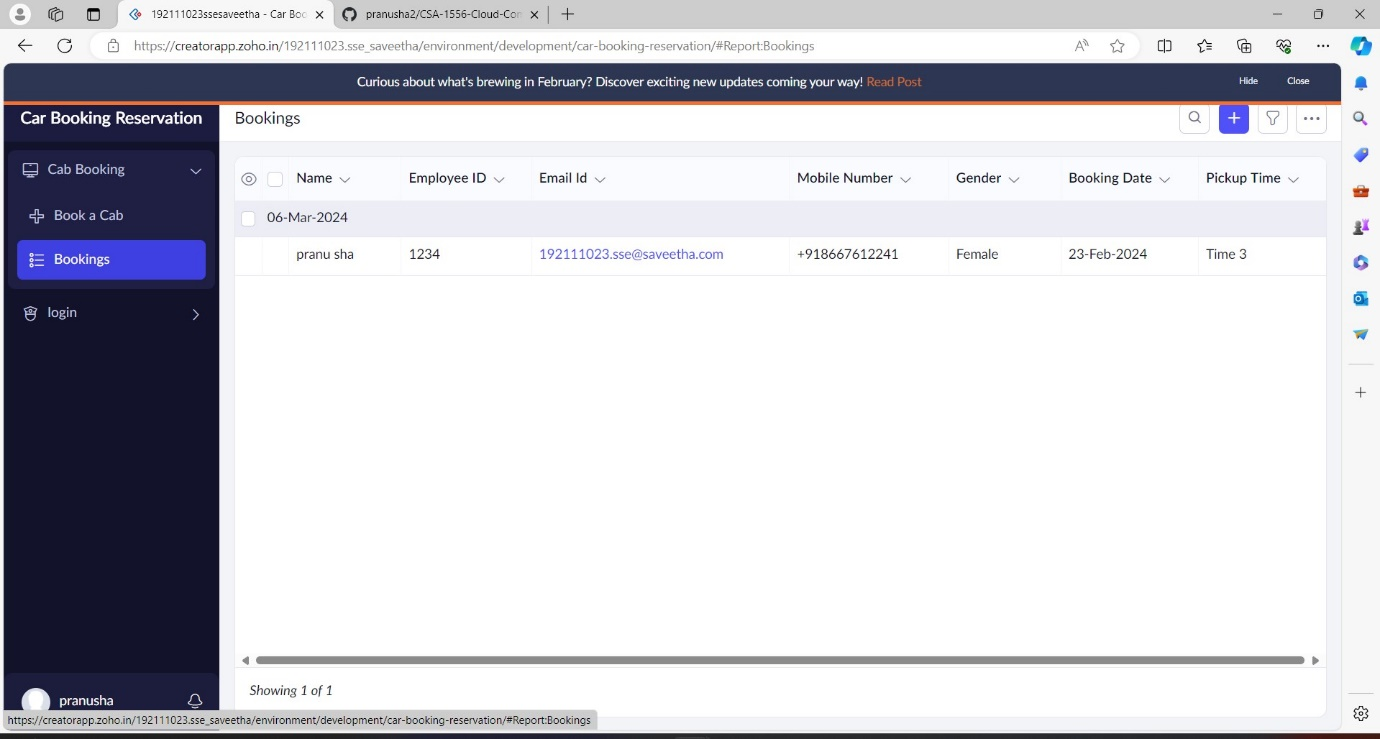 192111023ssesaveetha - Car Boo
pranusha2/CSA-1556-Cloud-Con
https://creatorapp.zoho.in/192111023.sse_saveetha/environment/development/car-booking-reservation/#Report:Bookings
Curious about what's brewing in February? Discover exciting new updates coming your way! Read Post
Hide
Close
Car Booking Reservation
Bookings
Cab Booking
Book a Cab
Bookings
login
Name Employee ID Email Id Mobile Number Gender Booking Date Pickup Time
06-Mar-2024
pranu sha 1234 192111023.sse@saveetha.com +918667612241 Female 23-Feb-2024 Time 3
Showing 1 of 1
pranusha
https://creatorapp.zoho.in/192111023.sse_saveetha/environment/development/car-booking-reservation/#Report:Bookings